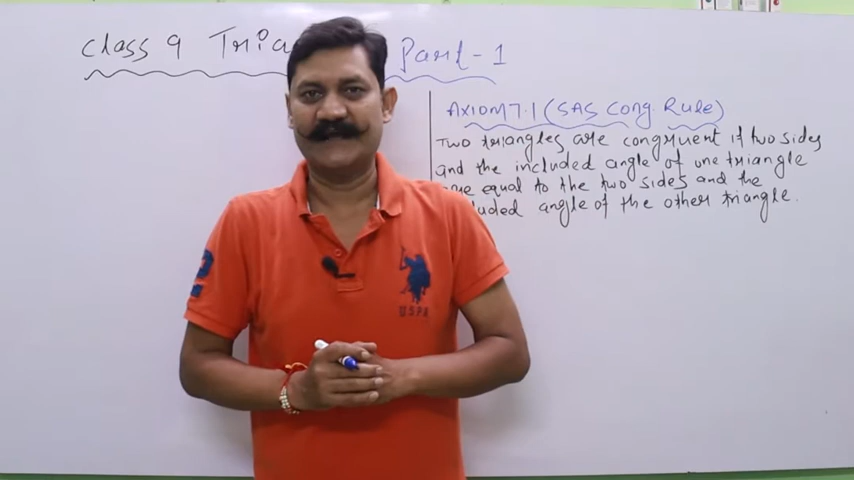 Class 9 Tria Part-1
AXIOM 7.1 (SAS Cong. Rule)
Two triangles are congruent if two sides
and the included angle of one triangle
are equal to the two sides and the
cluded angle of the other triangle.
2
USPA